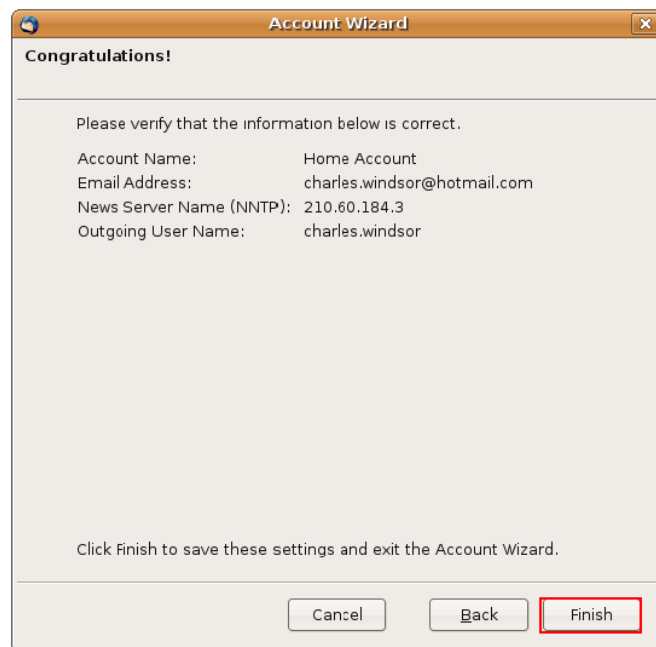 Account Wizard
Congratulations!
Please verify that the information below is correct.
Account Name: Home Account
Email Address: charles.windsor@hotmail.com
News Server Name (NNTP): 210.60.184.3
Outgoing User Name: charles.windsor
Click Finish to save these settings and exit the Account Wizard.
Cancel Back Finish